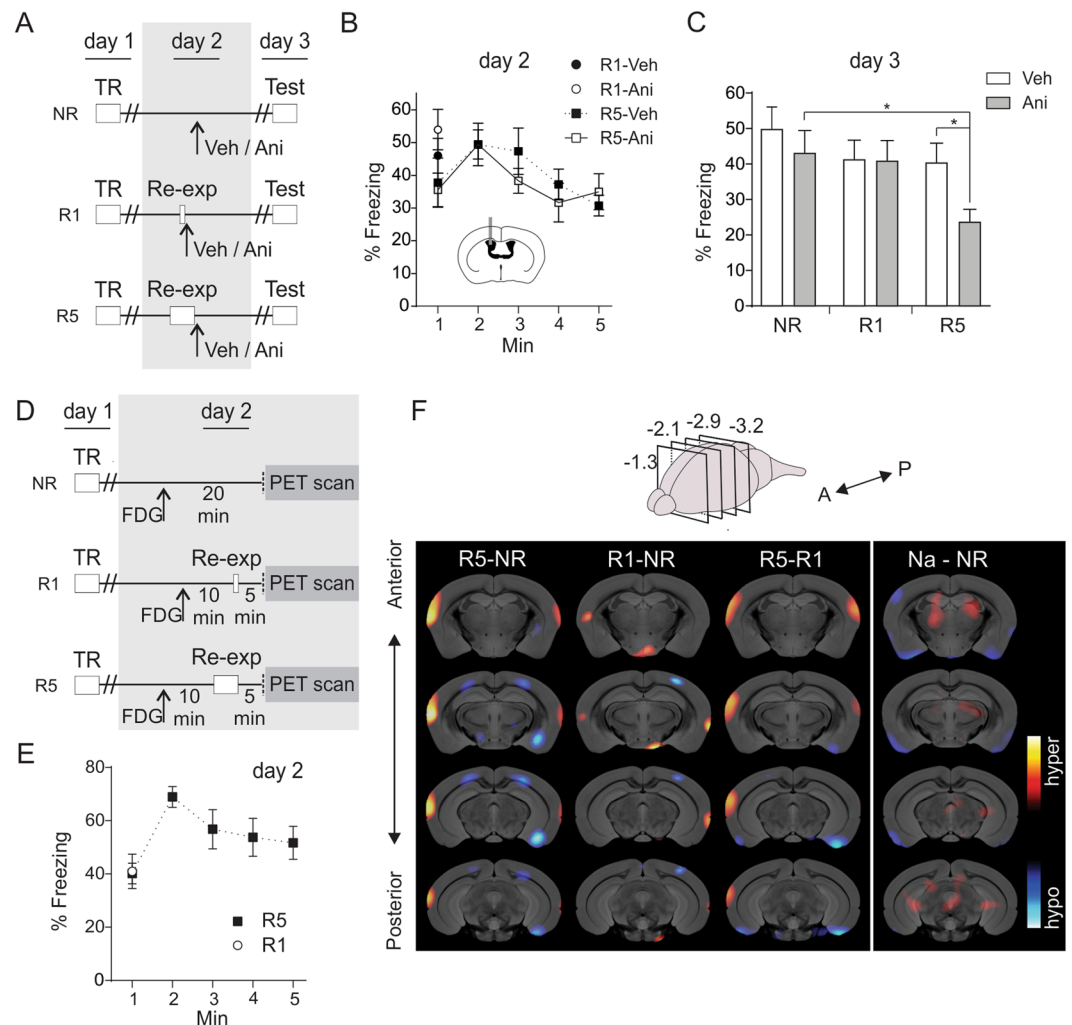 A
day 1
day 2
day 3
TR
Test
NR
Veh / Ani
TR
Re-exp
Test
R1
Veh / Ani
TR
Re-exp
Test
R5
Veh / Ani
B
day 2
R1-Veh
R1-Ani
R5-Veh
R5-Ani
% Freezing
60
50
40
30
20
10
0
1
2
3
4
5
Min
C
day 3
Veh
Ani
% Freezing
60
50
40
30
20
10
0
*
*
NR
R1
R5
D
day 1
day 2
TR
NR
FDG
20
min
PET scan
TR
Re-exp
R1
FDG
10
min
5
min
PET scan
TR
Re-exp
R5
FDG
10
min
5
min
PET scan
E
day 2
% Freezing
80
60
40
20
0
R5
R1
1
2
3
4
5
Min
F
-1.3
-2.1
-2.9
-3.2
A
P
Anterior
Posterior
R5-NR
R1-NR
R5-R1
Na - NR
hyper
hypo